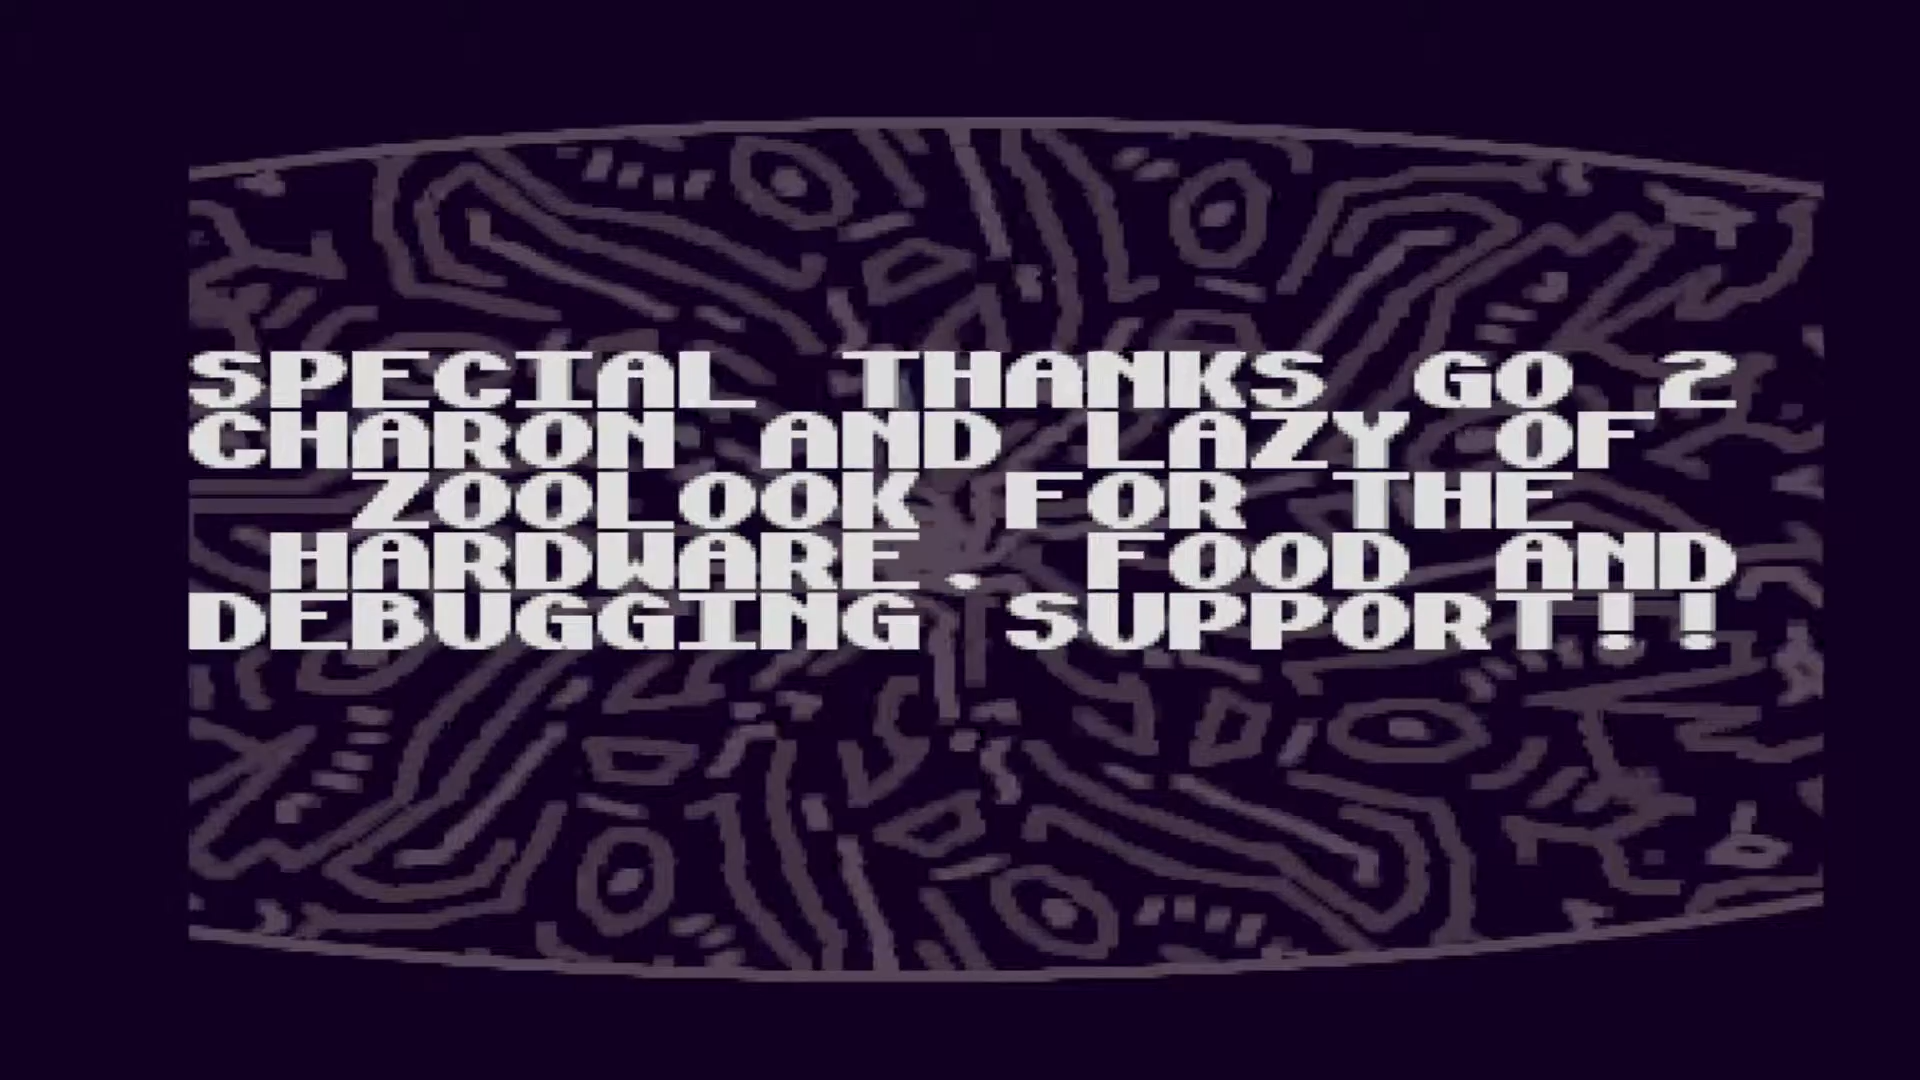 SPECIAL THANKS GO 2
CHARON AND LAZY OF
ZOOLOOK FOR THE
HARDWARE. FOOD AND
DEBUGGING SUPPORT!!